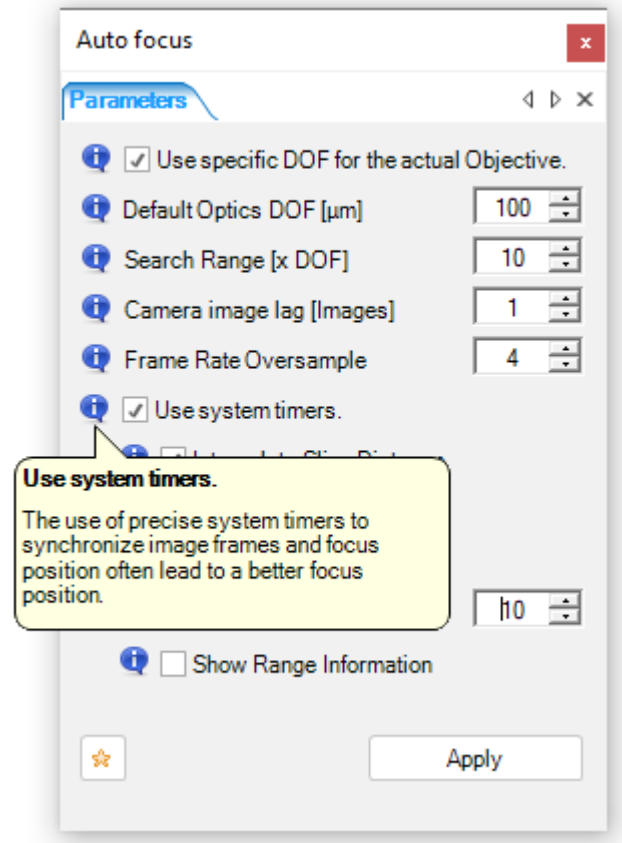 Auto focus
Parameters
Use specific DOF for the actual Objective.
Default Optics DOF [µm] 100
Search Range [x DOF] 10
Camera image lag [Images] 1
Frame Rate Oversample 4
Use system timers.
Use system timers.
The use of precise system timers to
synchronize image frames and focus
position often lead to a better focus
position.
10
Show Range Information
Apply